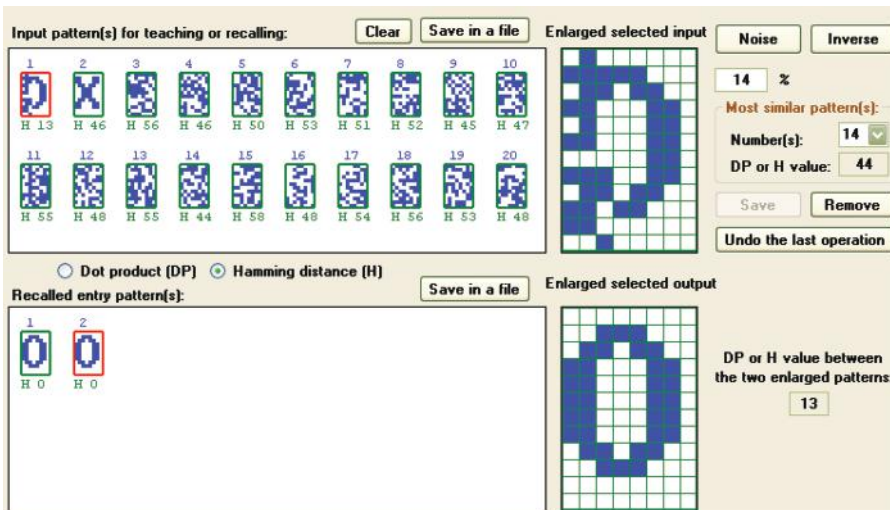 Input pattern(s) for teaching or recalling:
Clear
Save in a file
Enlarged selected input
Noise
Inverse
14 %
Most similar pattern(s):
Number(s): 14
DP or H value: 44
Save
Remove
Undo the last operation
1 2 3 4 5 6 7 8 9 10
H 13 H 46 H 56 H 46 H 50 H 53 H 51 H 52 H 45 H 47
11 12 13 14 15 16 17 18 19 20
H 55 H 48 H 55 H 44 H 58 H 48 H 54 H 56 H 53 H 48
Dot product (DP) Hamming distance (H)
Recalled entry pattern(s):
Save in a file
Enlarged selected output
1 2
H 0 H 0
DP or H value between
the two enlarged patterns
13